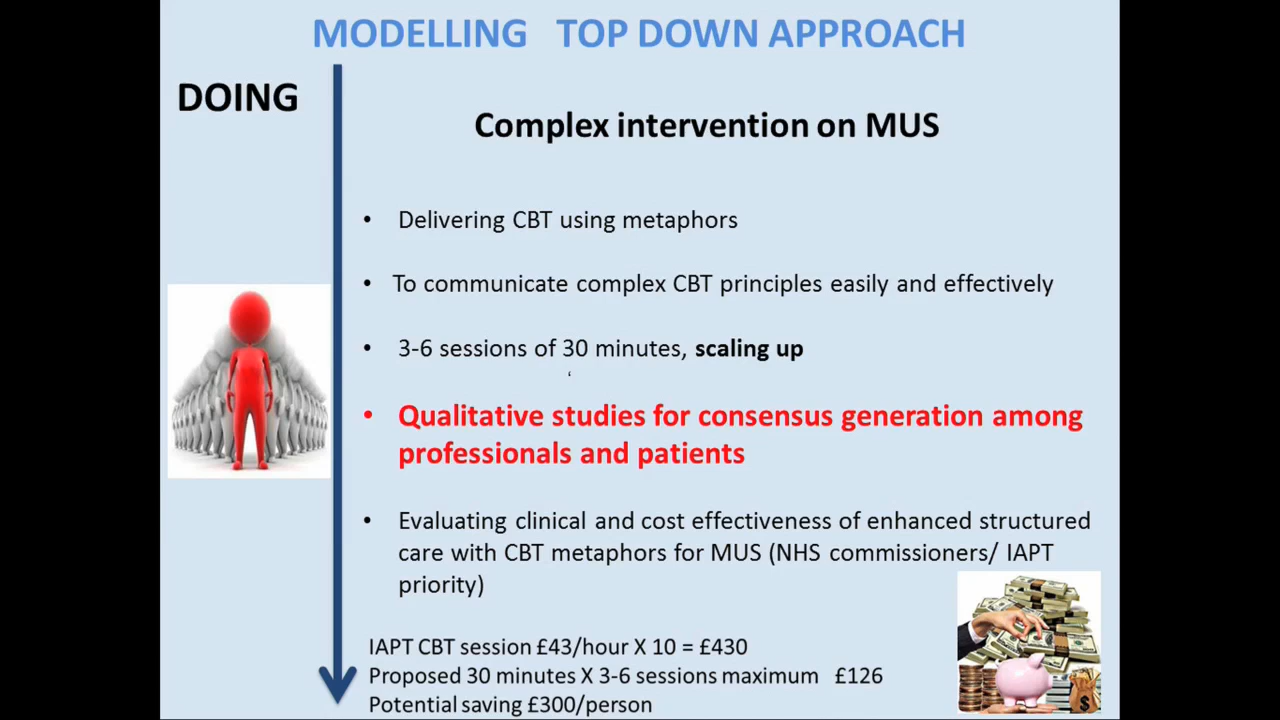 MODELLING TOP DOWN APPROACH
DOING
Complex intervention on MUS
• Delivering CBT using metaphors
• To communicate complex CBT principles easily and effectively
• 3-6 sessions of 30 minutes, scaling up
‘
• Qualitative studies for consensus generation among
professionals and patients
• Evaluating clinical and cost effectiveness of enhanced structured
care with CBT metaphors for MUS (NHS commissioners/ IAPT
priority)
IAPT CBT session £43/hour X 10 = £430
Proposed 30 minutes X 3-6 sessions maximum £126
Potential saving £300/person
$